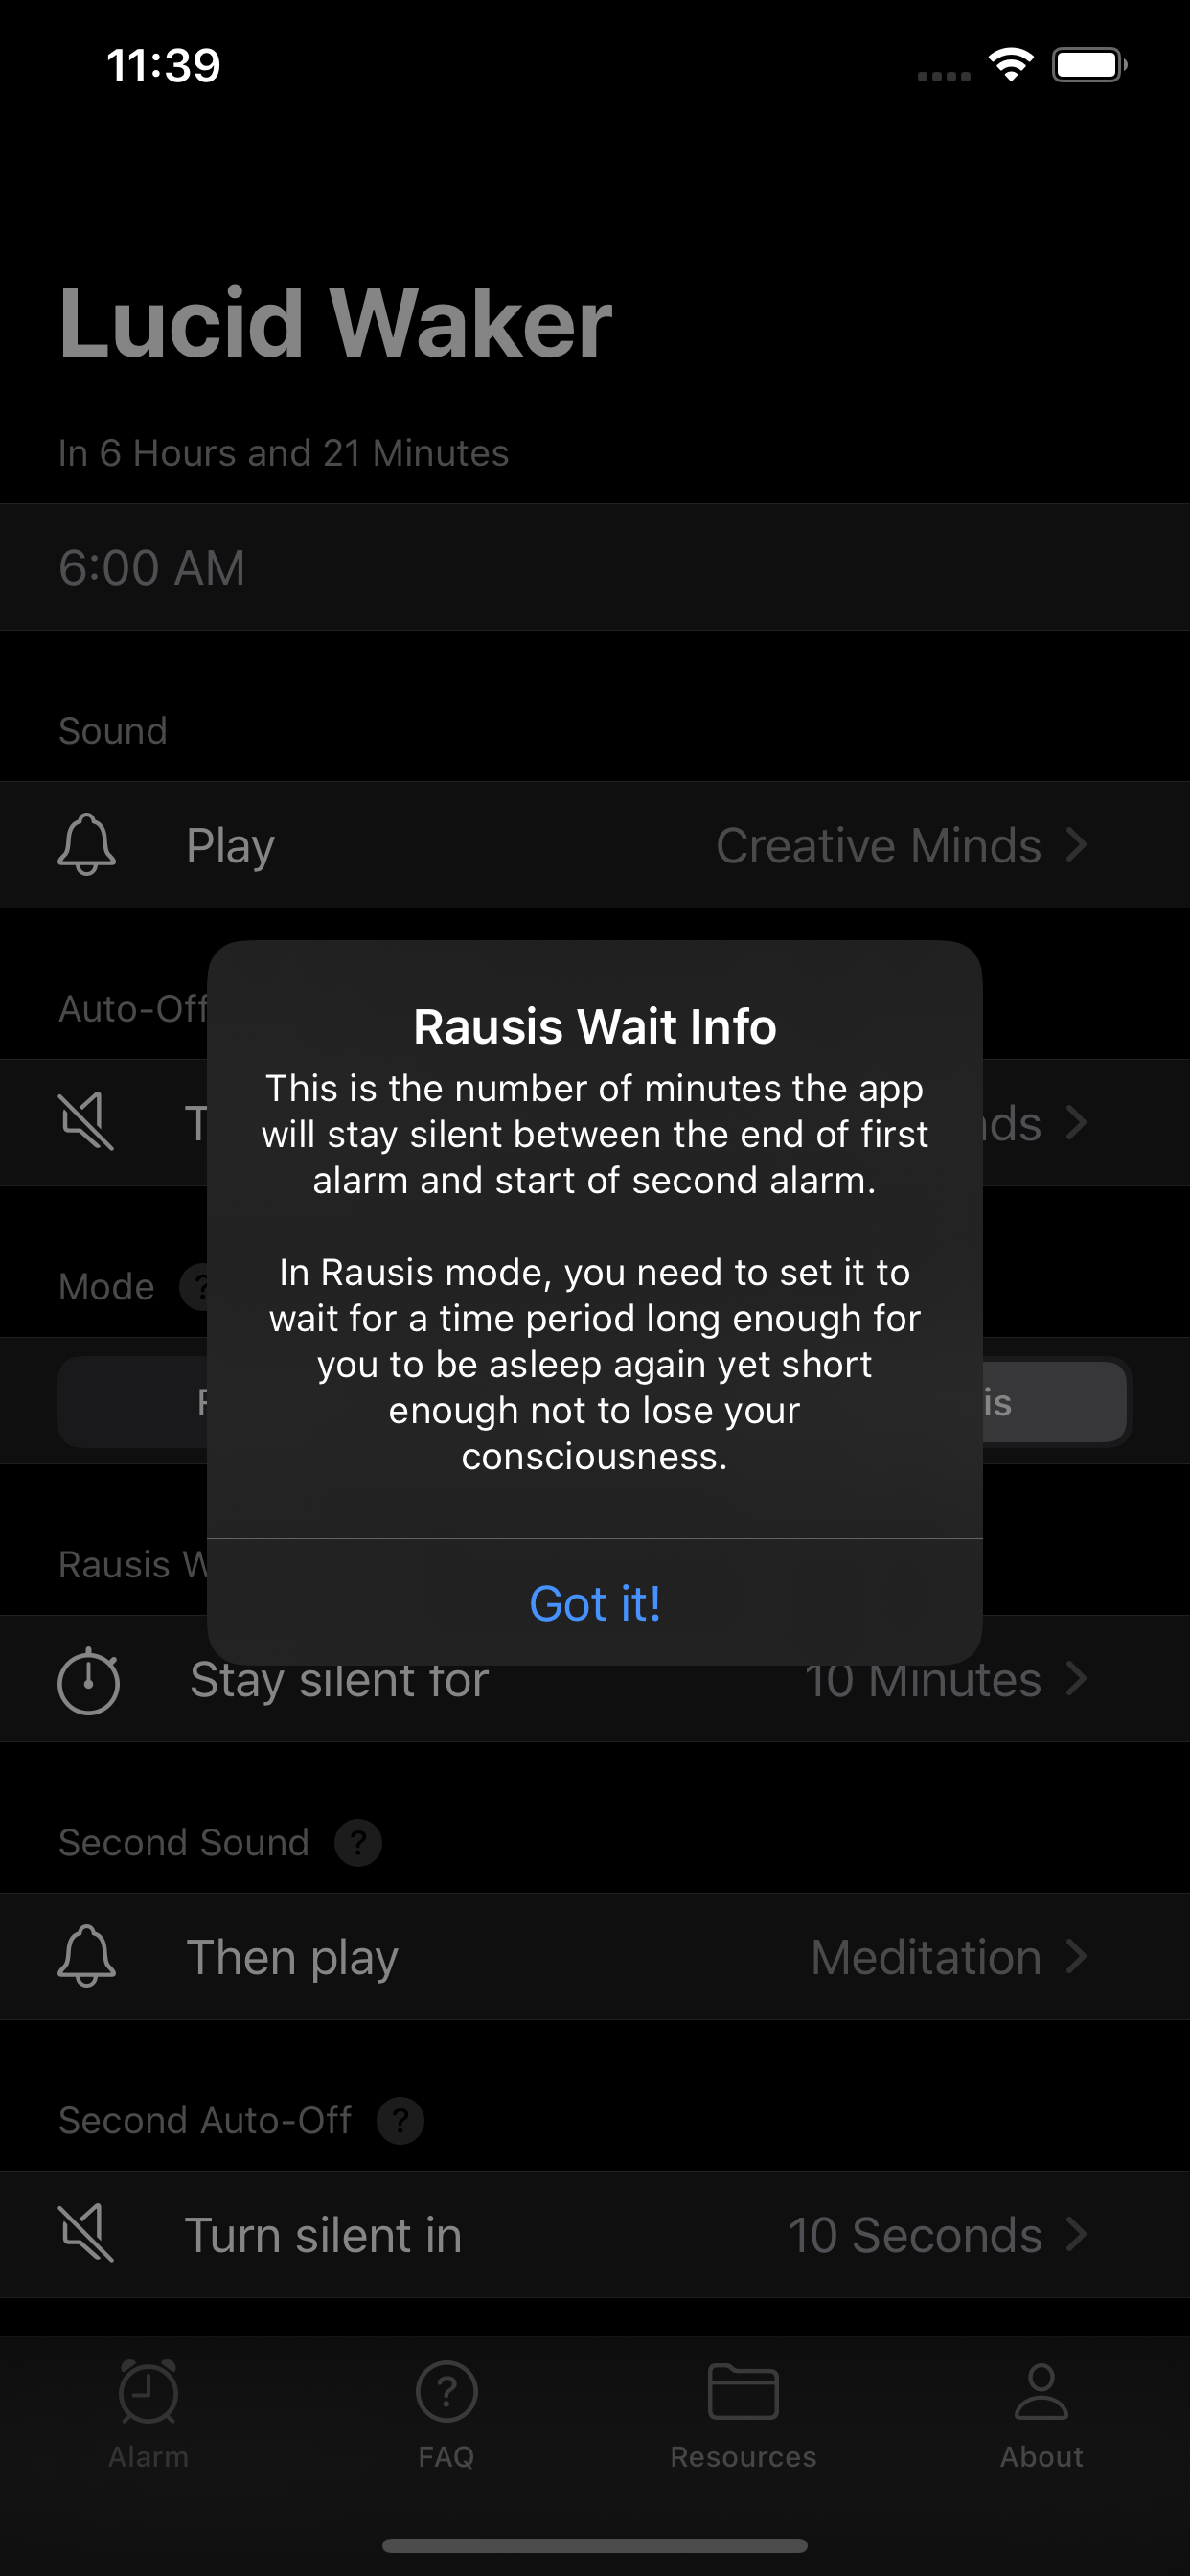 11:39
Lucid Waker
In 6 Hours and 21 Minutes
6:00 AM
Sound
Play Creative Minds
Auto-Off
Mode ?
Rausis Wait Info
This is the number of minutes the app
will stay silent between the end of first
alarm and start of second alarm.
In Rausis mode, you need to set it to
wait for a time period long enough for
you to be asleep again yet short
enough not to lose your
consciousness.
Got it!
Rausis
Stay silent for 10 Minutes
Second Sound ?
Then play Meditation
Second Auto-Off ?
Turn silent in 10 Seconds
Alarm FAQ Resources About